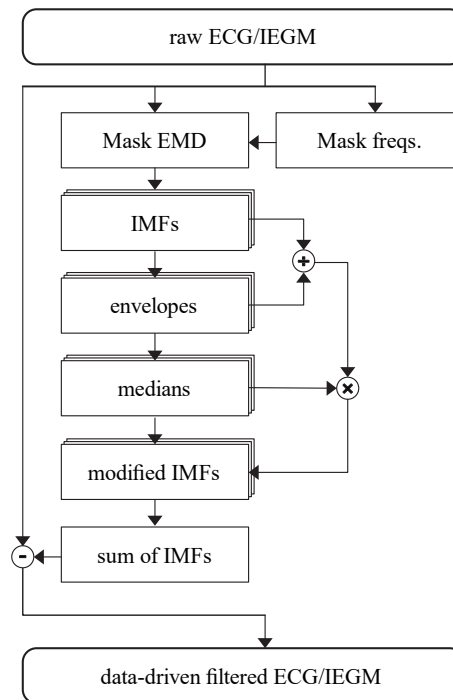 raw ECG/IEGM
Mask EMD
Mask freqs.
IMFs
+
envelopes
medians
×
modified IMFs
-
sum of IMFs
data-driven filtered ECG/IEGM